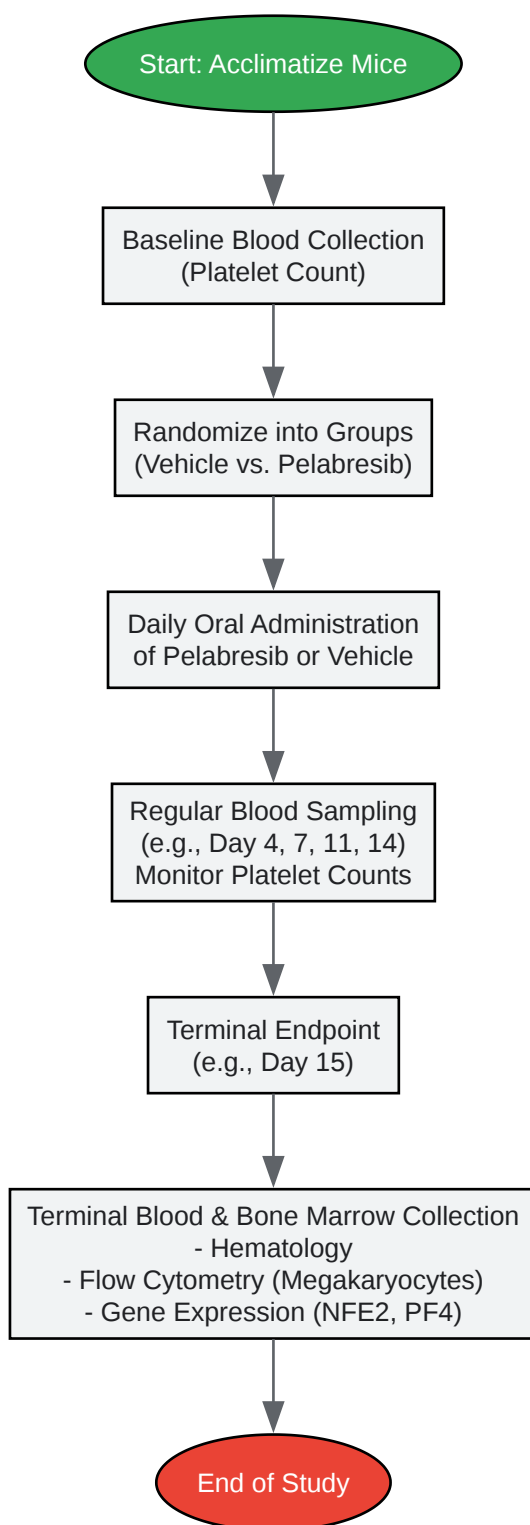 Start: Acclimatize Mice
Baseline Blood Collection
(Platelet Count)
Randomize into Groups
(Vehicle vs. Pelabresib)
Daily Oral Administration
of Pelabresib or Vehicle
Regular Blood Sampling
(e.g., Day 4, 7, 11, 14)
Monitor Platelet Counts
Terminal Endpoint
(e.g., Day 15)
Terminal Blood & Bone Marrow Collection
- Hematology
- Flow Cytometry (Megakaryocytes)
- Gene Expression (NFE2, PF4)
End of Study